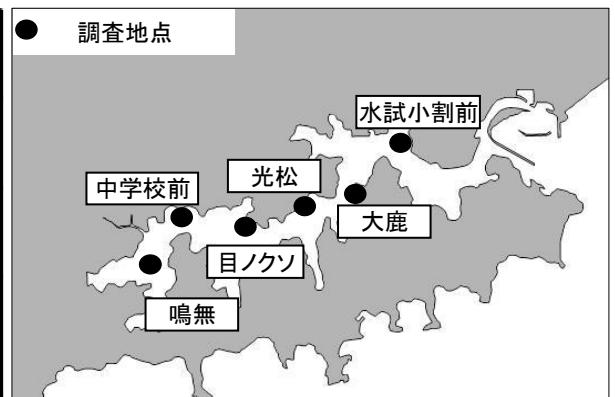 調査地点
水試小割前
光松
中学校前
大鹿
目ノクソ
鳴無